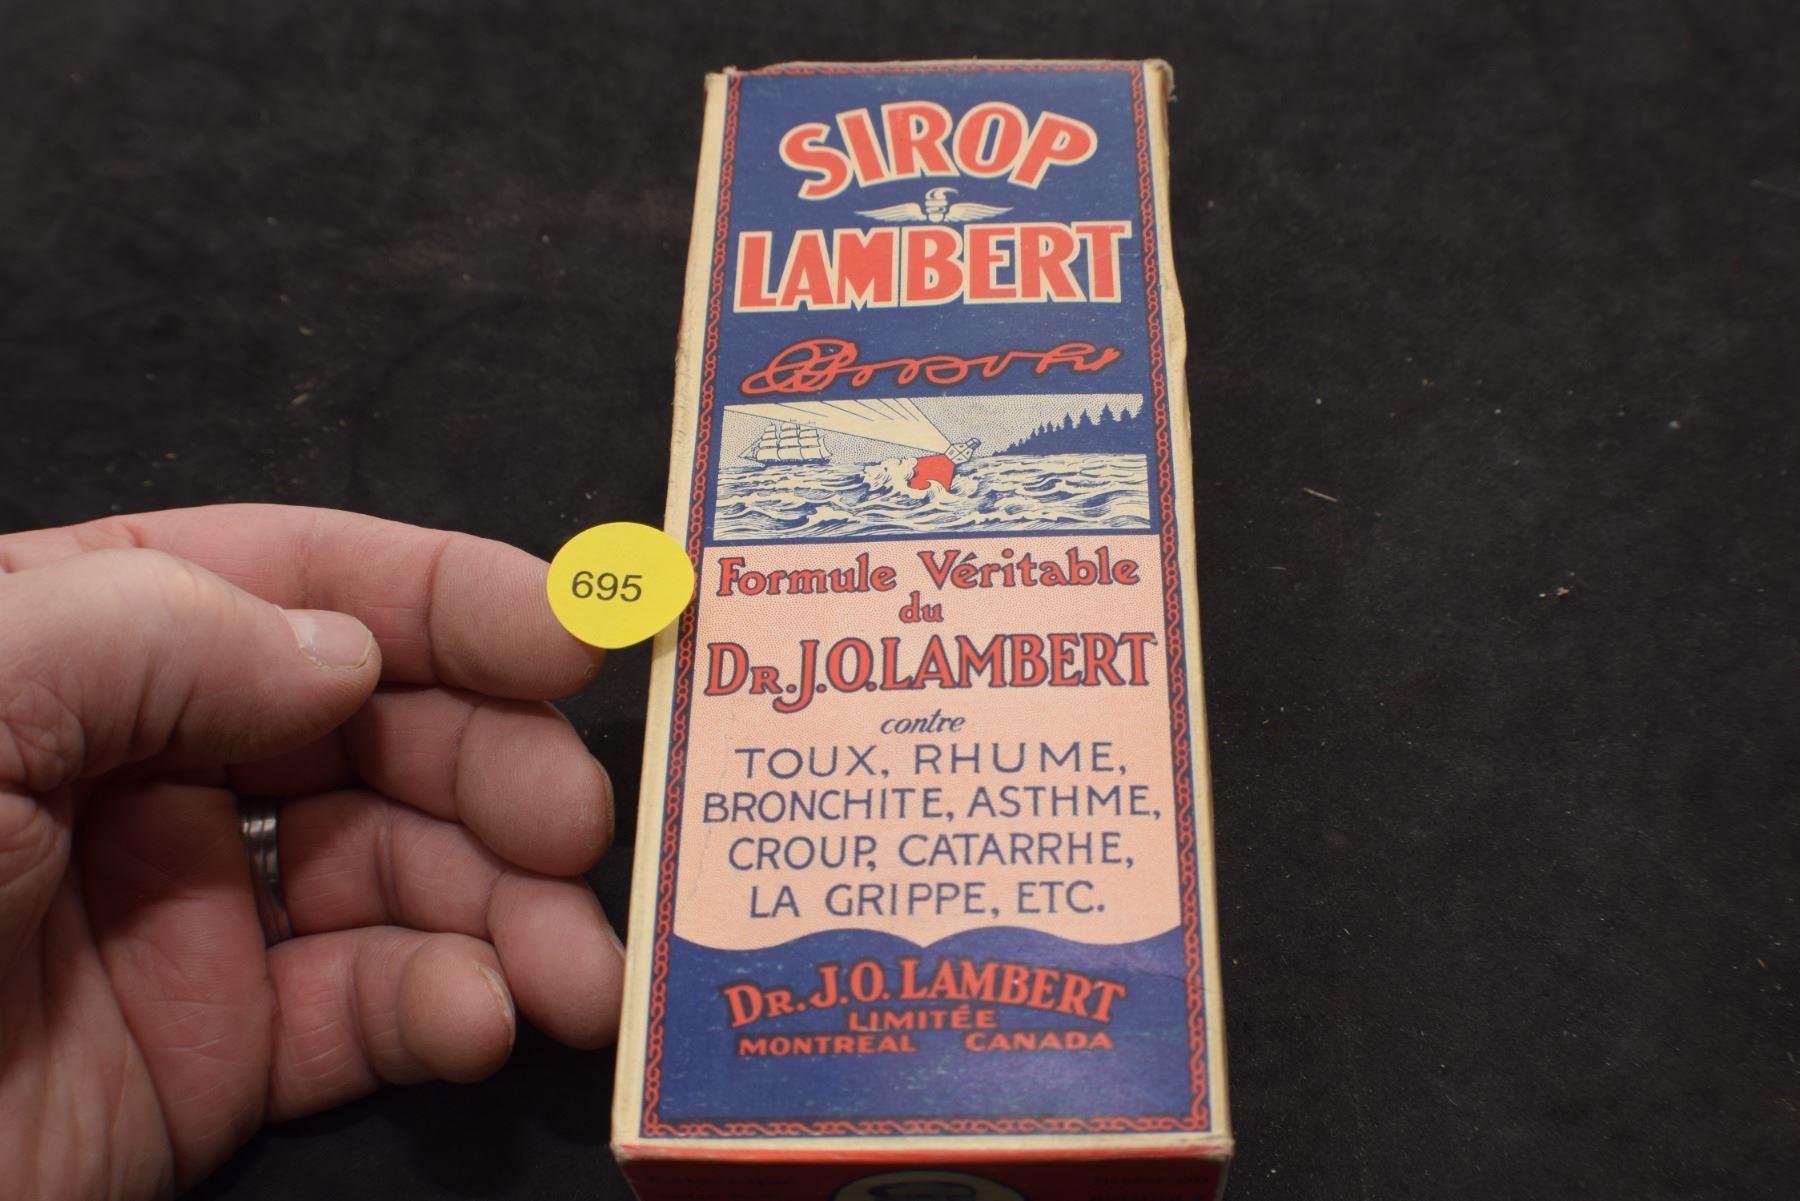 SIROP
LAMBERT
695
Formule Véritable
du
DR. J.O. LAMBERT
contre
TOUX, RHUME,
BRONCHITE, ASTHME,
CROUP, CATARRHE,
LA GRIPPE, ETC.
DR. J.O. LAMBERT
LIMITÉE
MONTREAL CANADA